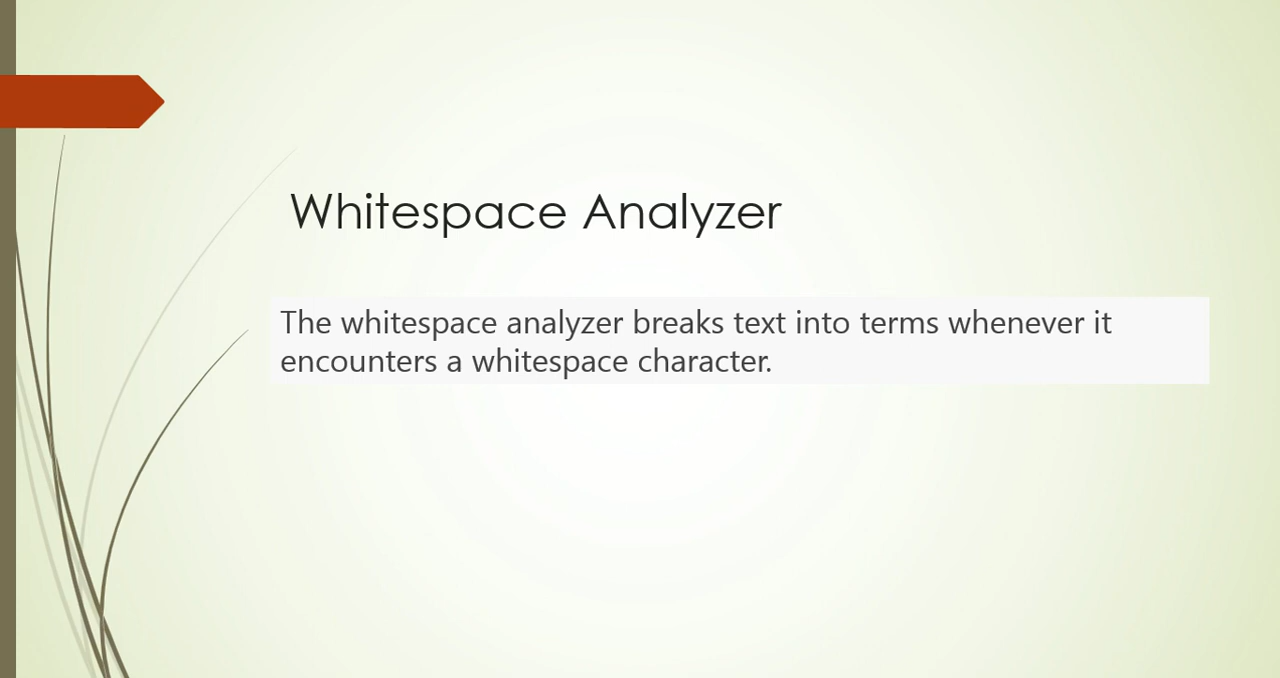 Whitespace Analyzer
The whitespace analyzer breaks text into terms whenever it
encounters a whitespace character.